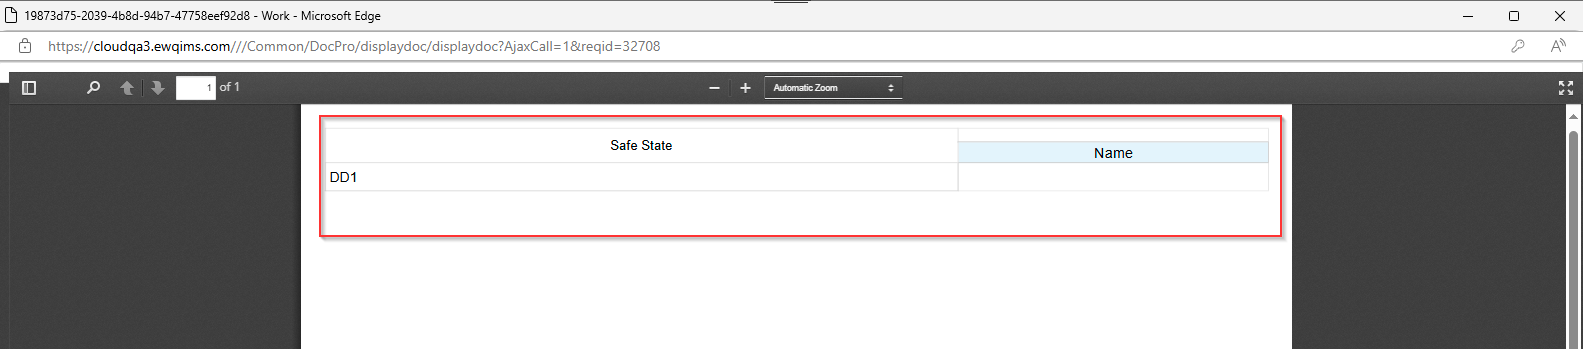 19873d75-2039-4b8d-94b7-47758eef92d8 - Work - Microsoft Edge
https://cloudqa3.ewqims.com///Common/DocPro/displaydoc/displaydoc?AjaxCall=1&reqid=32708
1 of 1
Automatic Zoom
Safe State
Name
DD1